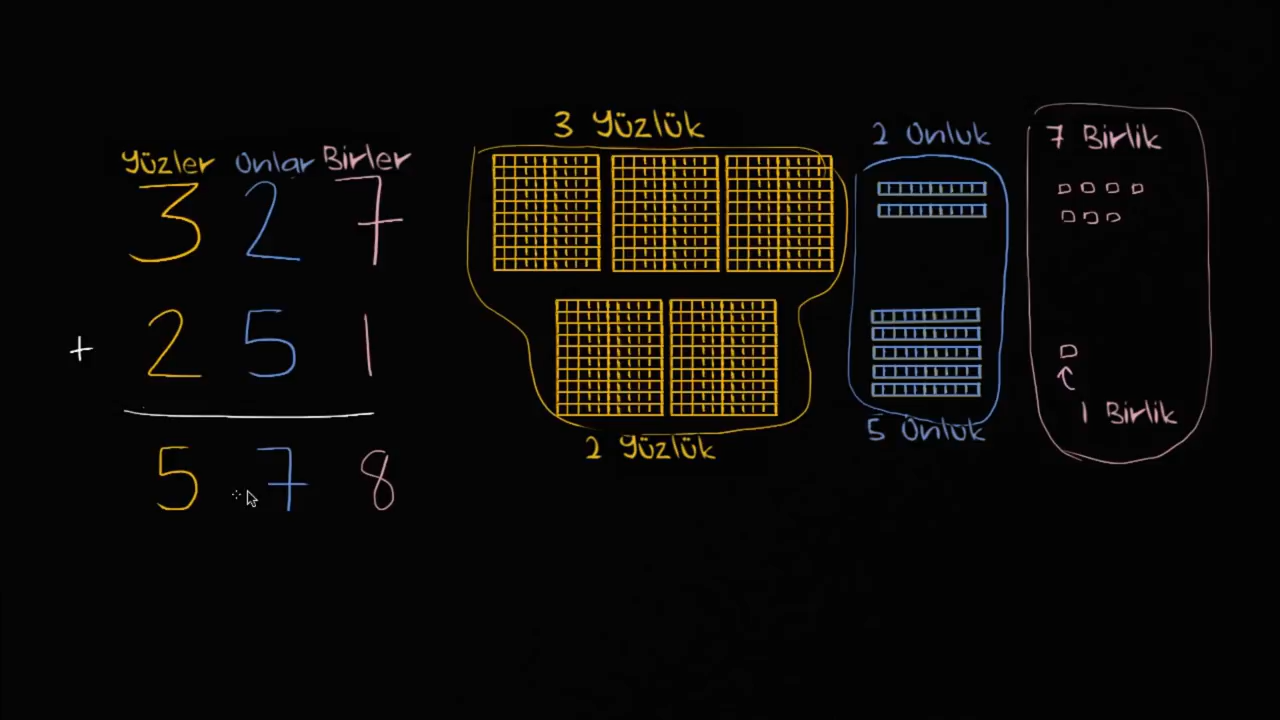 Yüzler Onlar Birler
3 2 7
+ 2 5 1
5 7 8
3 Yüzlük
2 Yüzlük
2 Onluk
5 Onluk
7 Birlik
1 Birlik